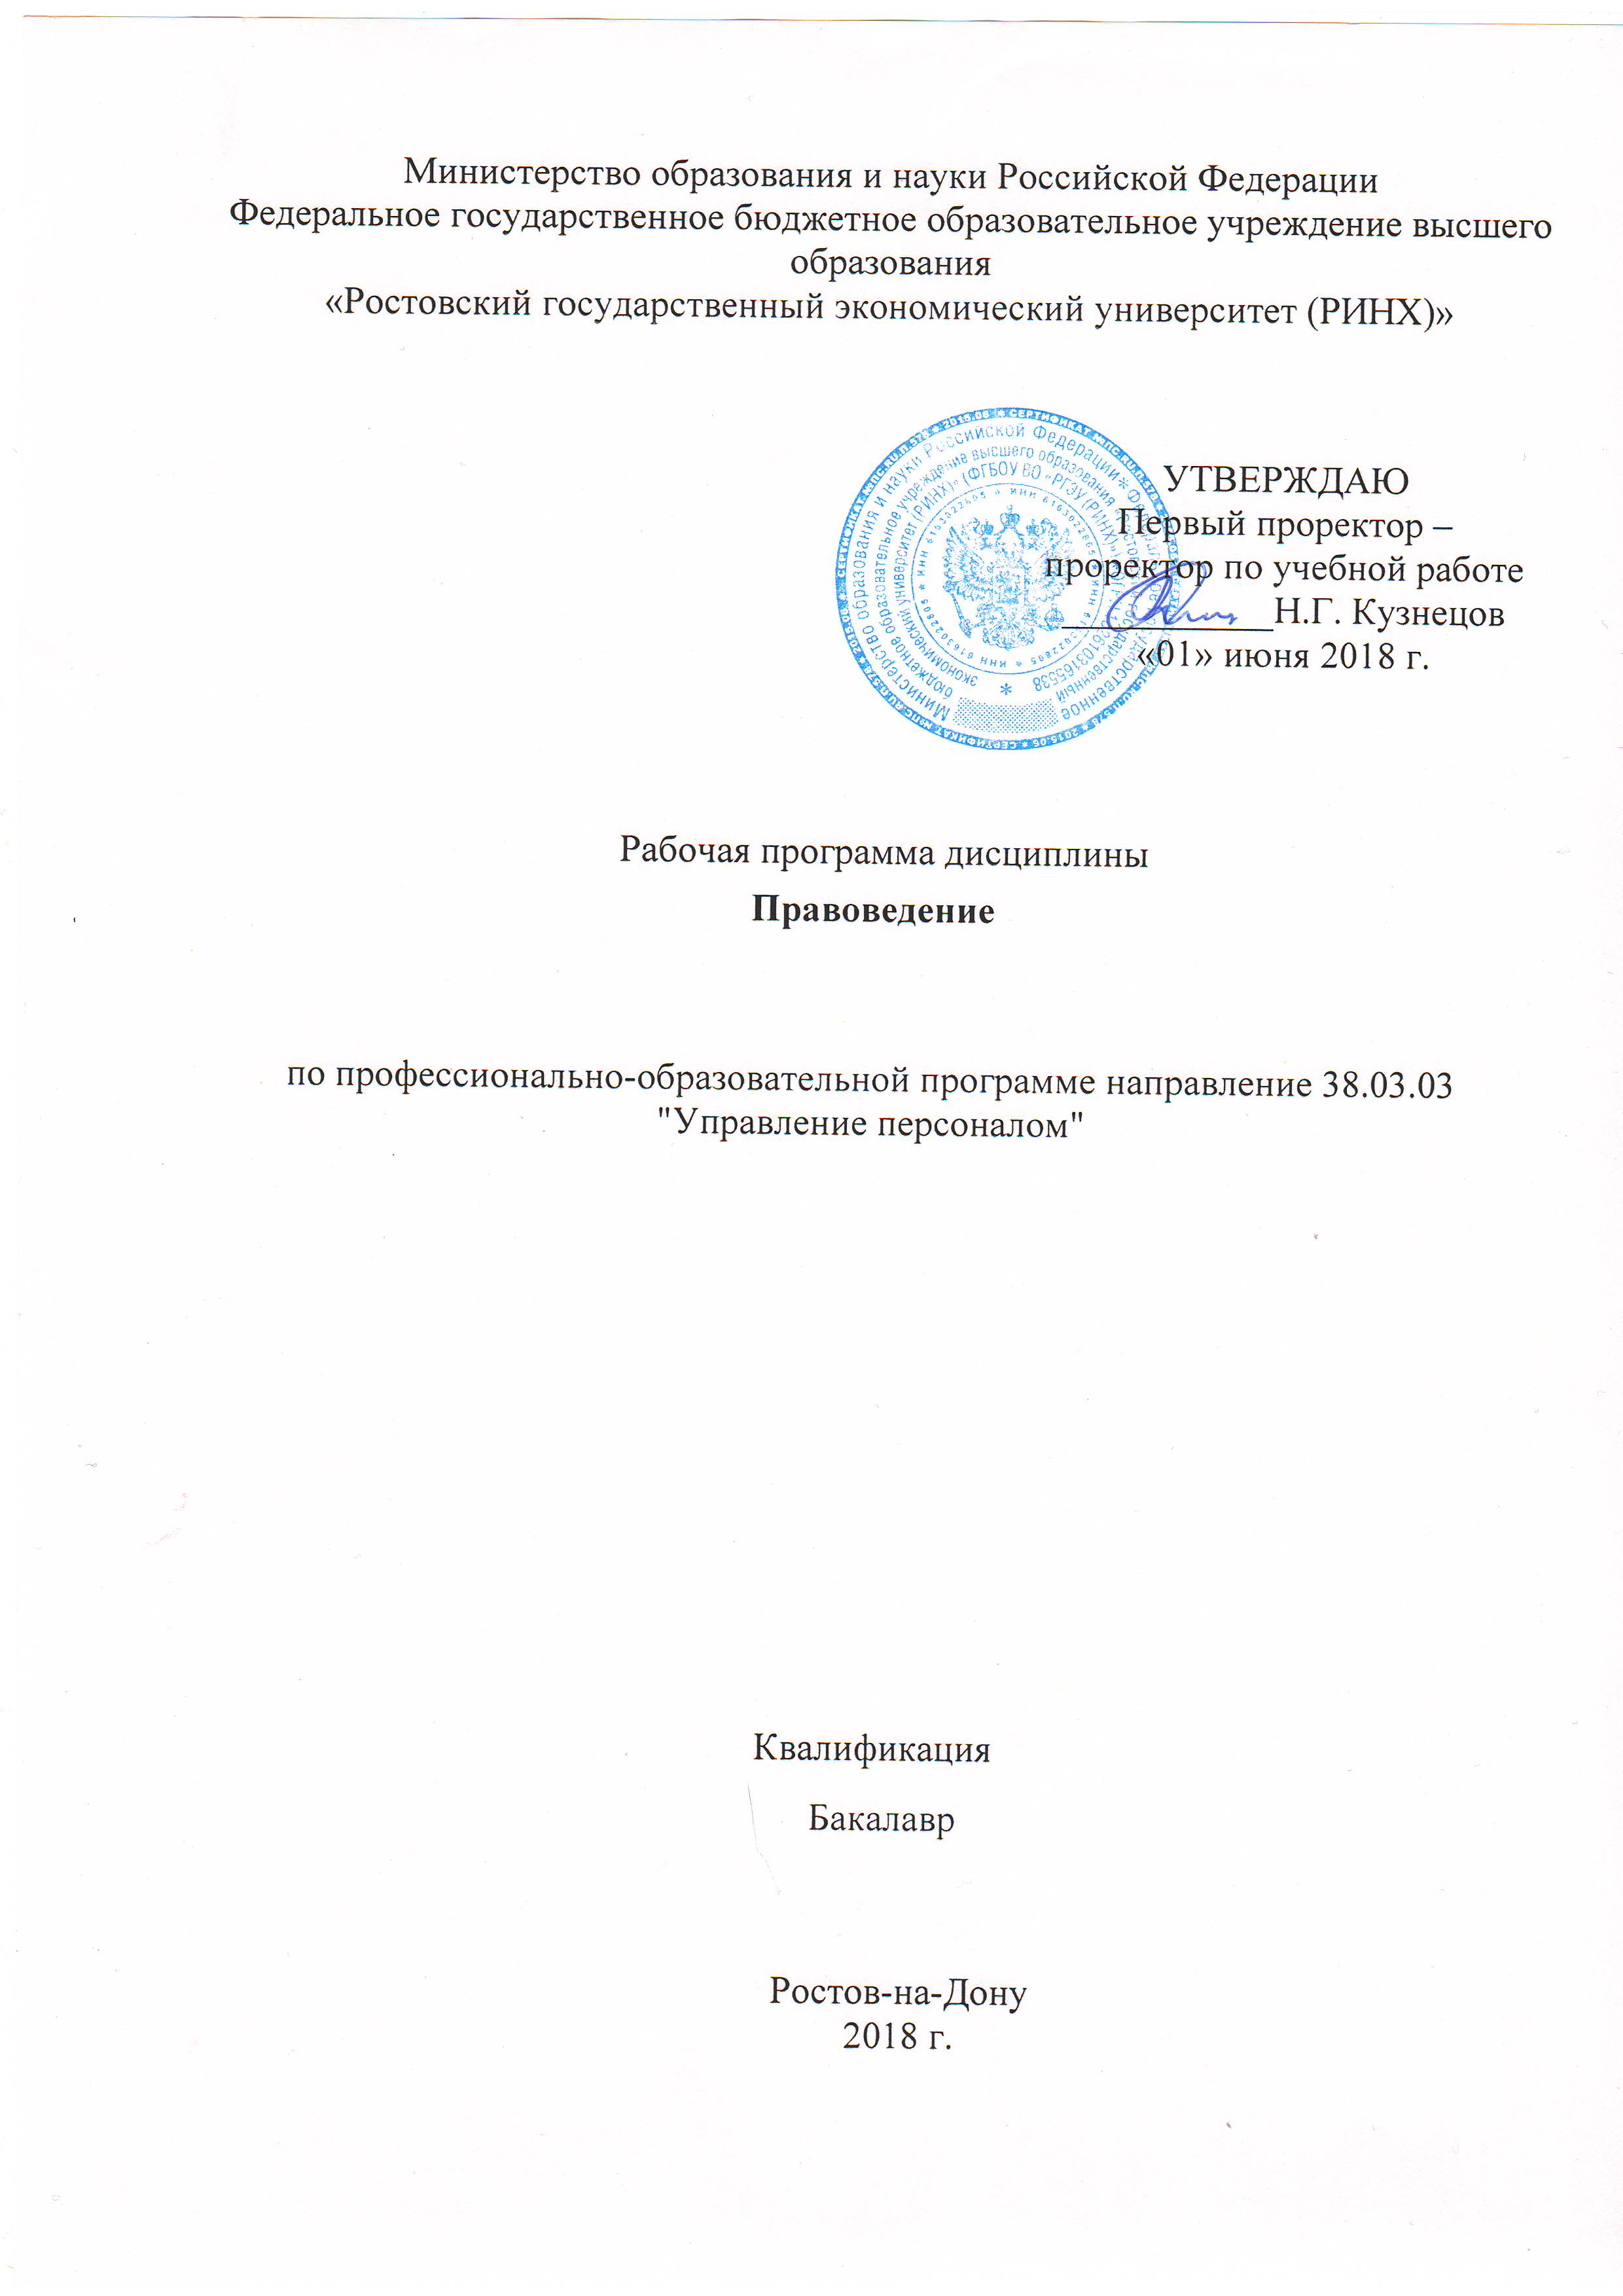 Министерство образования и науки Российской Федерации
Федеральное государственное бюджетное образовательное учреждение высшего
образования
«Ростовский государственный экономический университет (РИНХ)»
УТВЕРЖДАЮ
Первый проректор –
проректор по учебной работе
Н.Г. Кузнецов
«01» июня 2018 г.
Рабочая программа дисциплины
Правоведение
по профессионально-образовательной программе направление 38.03.03
"Управление персоналом"
Квалификация
Бакалавр
Ростов-на-Дону
2018 г.